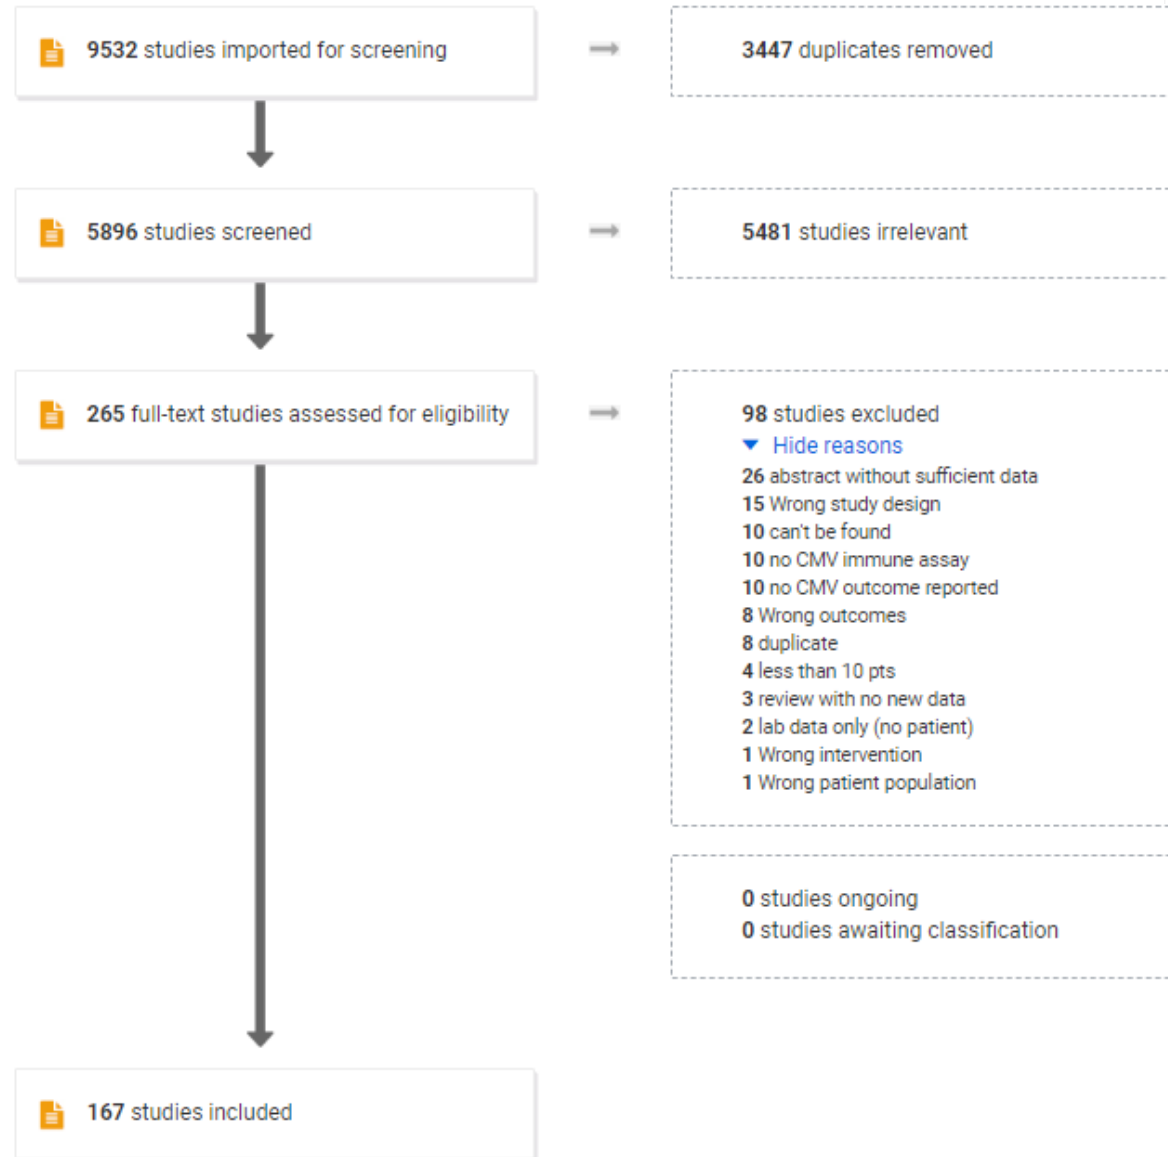 9532 studies imported for screening
3447 duplicates removed
5896 studies screened
5481 studies irrelevant
265 full-text studies assessed for eligibility
98 studies excluded
Hide reasons
26 abstract without sufficient data
15 Wrong study design
10 can't be found
10 no CMV immune assay
10 no CMV outcome reported
8 Wrong outcomes
8 duplicate
4 less than 10 pts
3 review with no new data
2 lab data only (no patient)
1 Wrong intervention
1 Wrong patient population
0 studies ongoing
0 studies awaiting classification
167 studies included